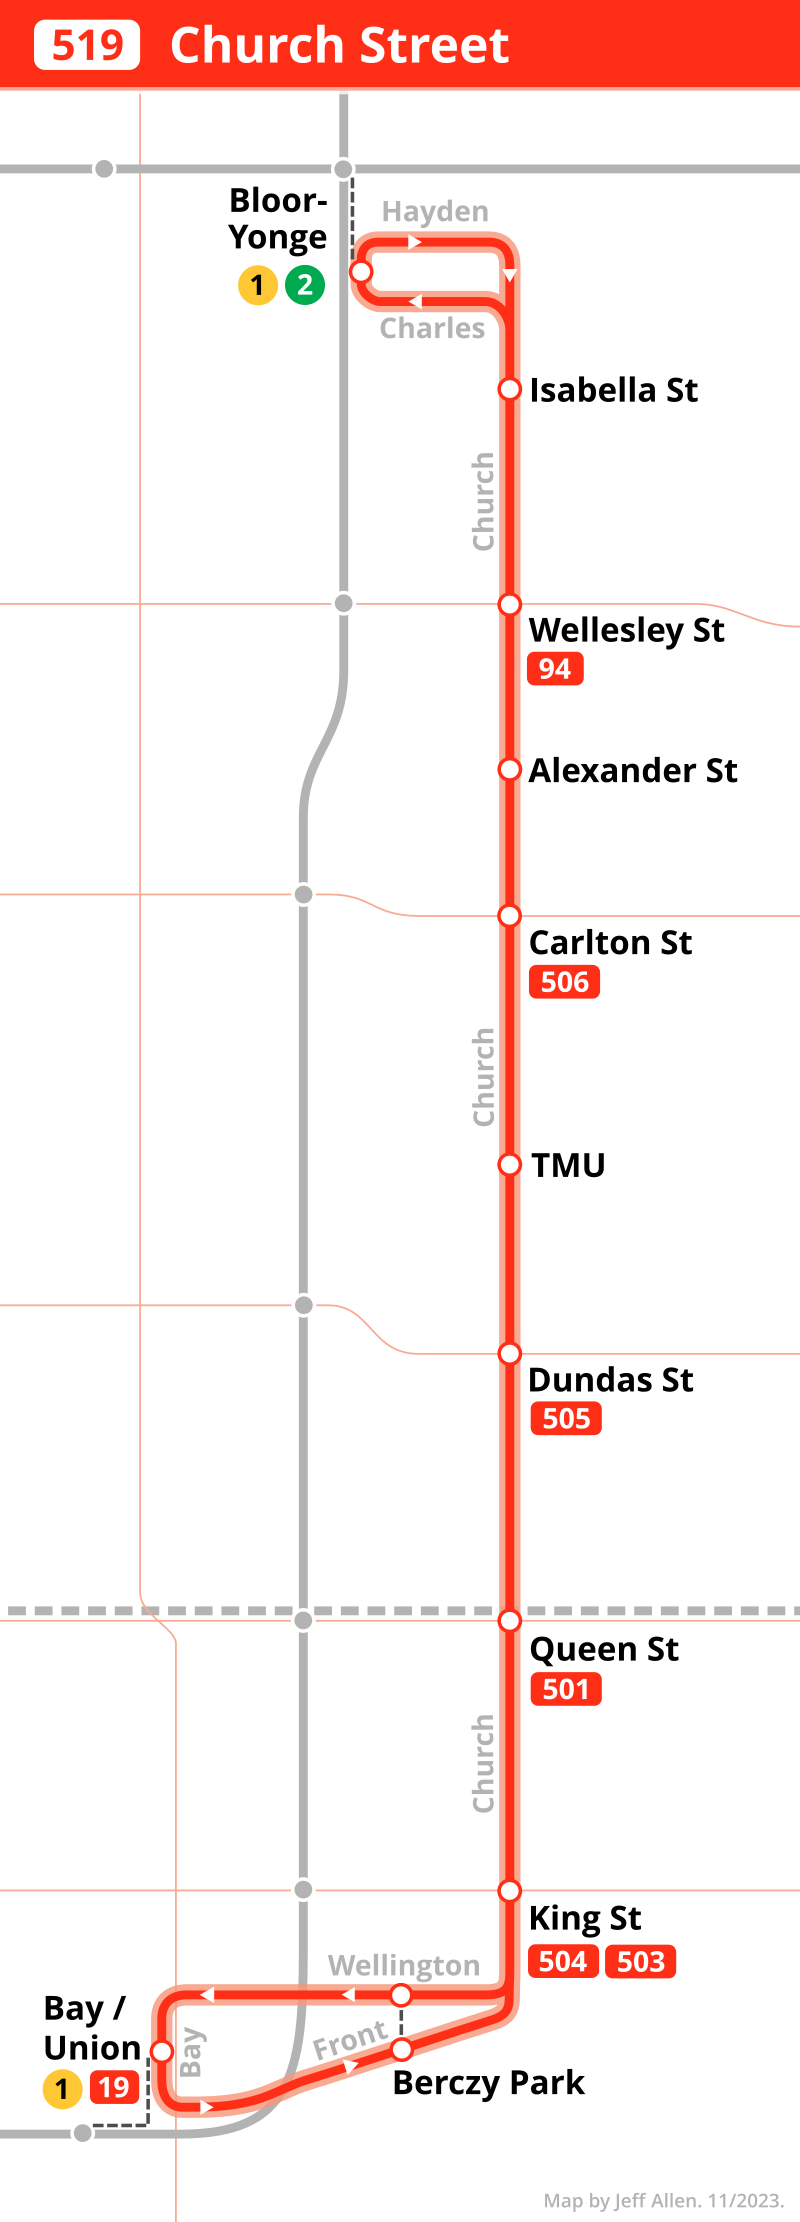 519 Church Street
Bloor-
Yonge
1 2
Hayden
Charles
Isabella St
Church
Wellesley St
94
Alexander St
Carlton St
506
Church
TMU
Dundas St
505
Queen St
501
Church
King St
504 503
Wellington
Bay /
Union
1 19
Bay
Front
Berczy Park
Map by Jeff Allen. 11/2023.